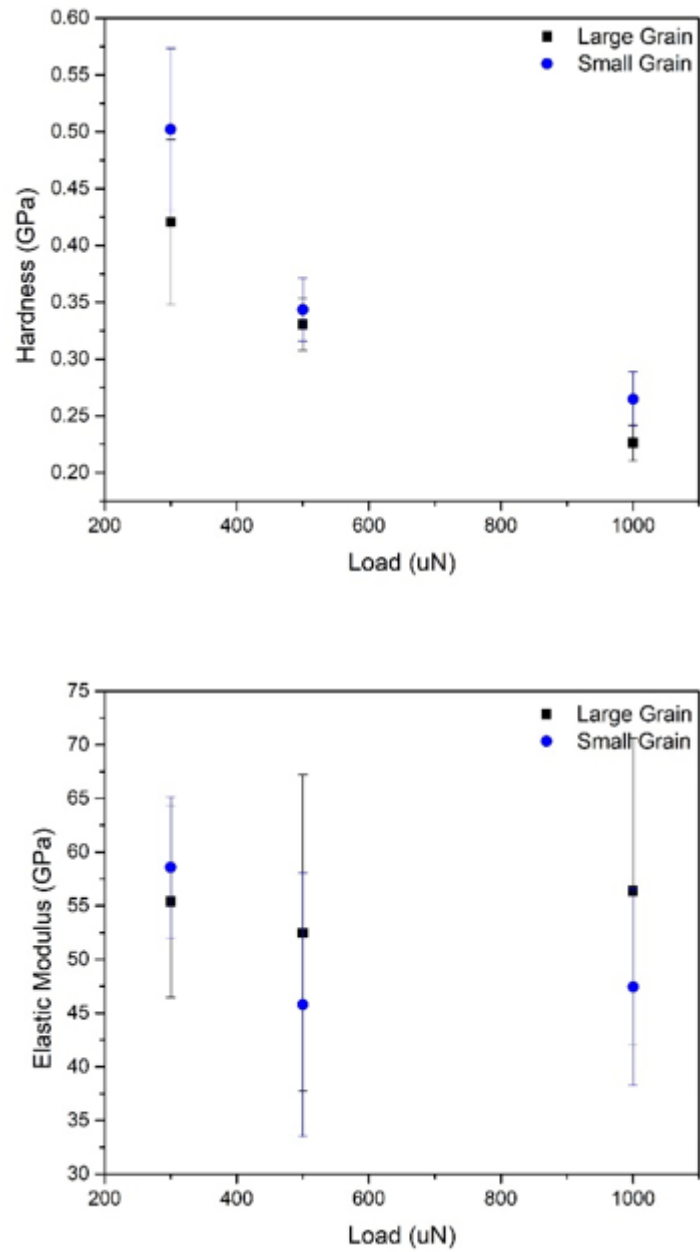 0.60
Large Grain
Small Grain
0.55
0.50
0.45
0.40
0.35
0.30
0.25
0.20
Hardness (GPa)
200 400 600 800 1000
Load (uN)
75
Large Grain
Small Grain
70
65
60
55
50
45
40
35
30
Elastic Modulus (GPa)
200 400 600 800 1000
Load (uN)